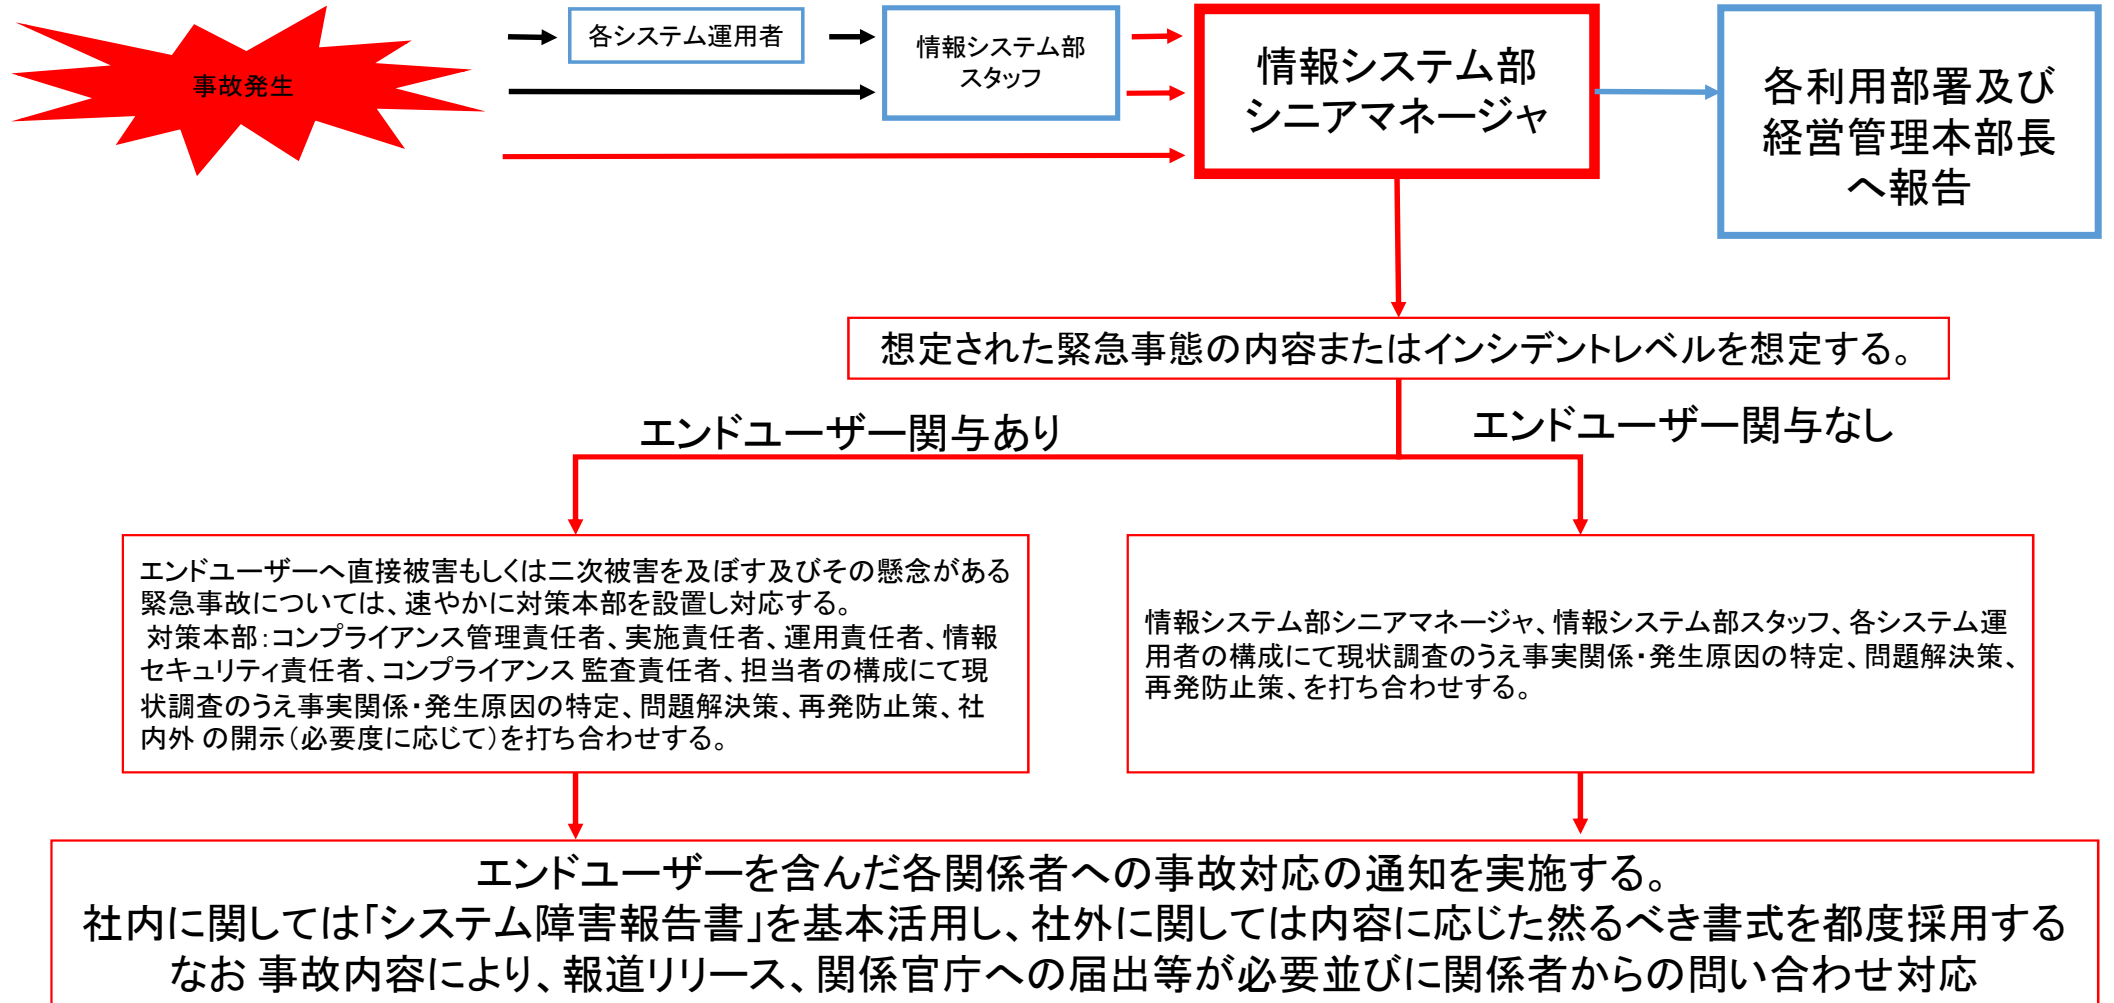 事故発生
各システム運用者
情報システム部
スタッフ
情報システム部
シニアマネージャ
各利用部署及び
経営管理本部長
へ報告
想定された緊急事態の内容またはインシデントレベルを想定する。
エンドユーザー関与あり
エンドユーザー関与なし
エンドユーザーへ直接被害もしくは二次被害を及ぼす及びその懸念がある
緊急事故については、速やかに対策本部を設置し対応する。
対策本部：コンプライアンス管理責任者、実施責任者、運用責任者、情報
セキュリティ責任者、コンプライアンス 監査責任者、担当者の構成にて現
状調査のうえ事実関係・発生原因の特定、問題解決策、再発防止策、社
内外 の開示（必要度に応じて）を打ち合わせする。
情報システム部シニアマネージャ、情報システム部スタッフ、各システム運
用者の構成にて現状調査のうえ事実関係・発生原因の特定、問題解決策、
再発防止策、を打ち合わせする。
エンドユーザーを含んだ各関係者への事故対応の通知を実施する。
社内に関しては「システム障害報告書」を基本活用し、社外に関しては内容に応じた然るべき書式を都度採用する
なお 事故内容により、報道リリース、関係官庁への届出等が必要並びに関係者からの問い合わせ対応